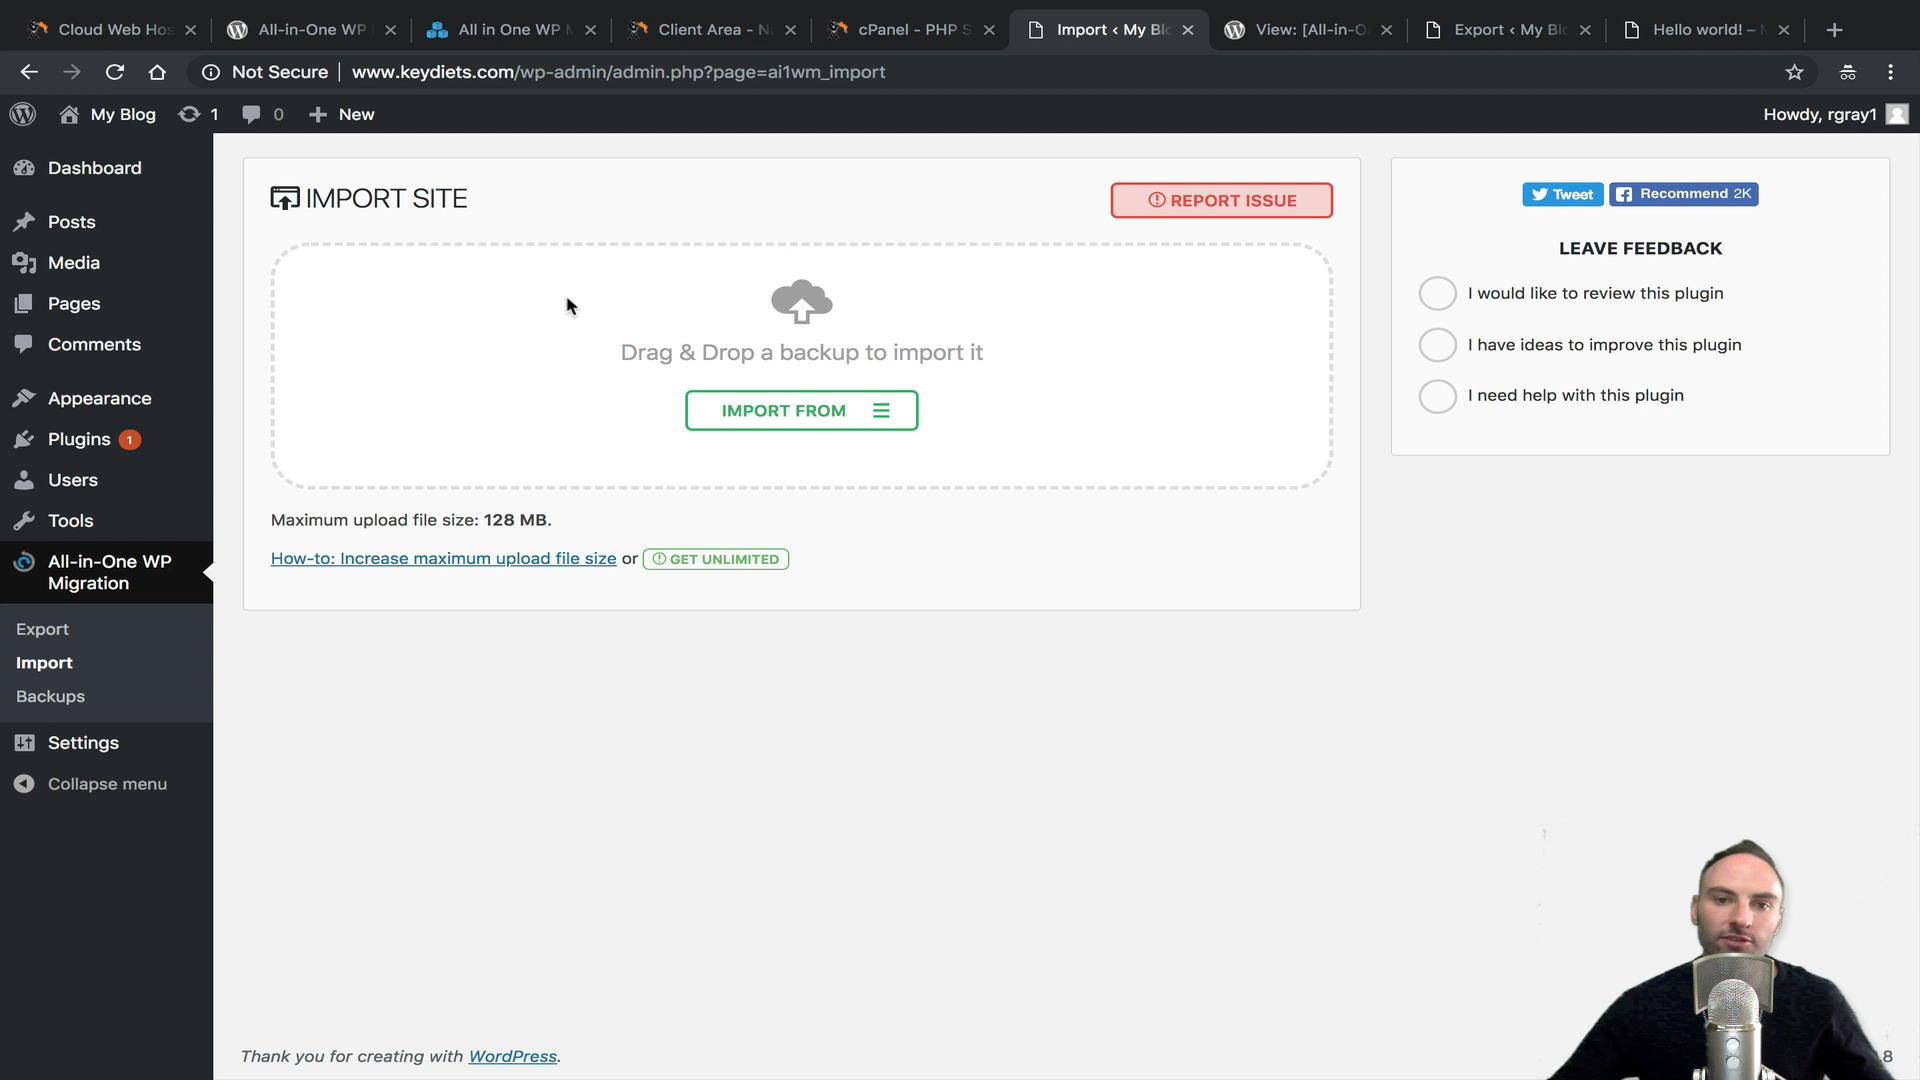 Cloud Web Hos
All-in-One WP
All in One WP M
Client Area - N
cPanel - PHP S
Import ‹ My Blo
View: [All-in-O
Export ‹ My Blo
Hello world! –
Not Secure
www.keydiets.com/wp-admin/admin.php?page=ai1wm_import
My Blog
1
0
New
Howdy, rgray1
Dashboard
Posts
Media
Pages
Comments
Appearance
Plugins 1
Users
Tools
All-in-One WP
Migration
Export
Import
Backups
Settings
Collapse menu
IMPORT SITE
REPORT ISSUE
Drag & Drop a backup to import it
IMPORT FROM
Maximum upload file size: 128 MB.
How-to: Increase maximum upload file size or GET UNLIMITED
Tweet
Recommend 2K
LEAVE FEEDBACK
I would like to review this plugin
I have ideas to improve this plugin
I need help with this plugin
Thank you for creating with WordPress.
8